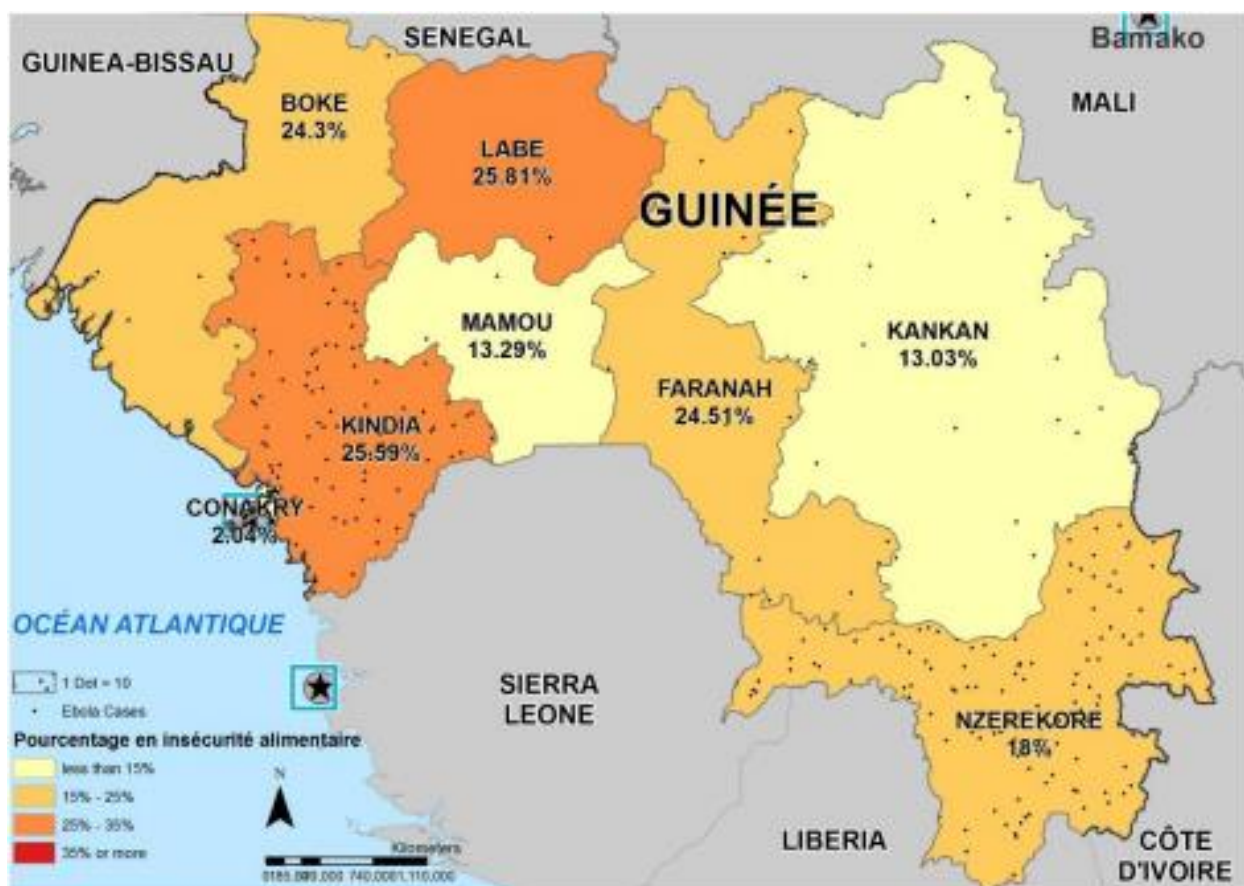 SENEGAL
Bamako
GUINEA-BISSAU
MALI
BOKE
24.3%
LABE
25.81%
GUINÉE
MAMOU
13.29%
KANKAN
13.03%
FARANAH
24.51%
KINDIA
25.59%
CONAKRY
2.04%
OCÉAN ATLANTIQUE
1 Dot = 10
Ebola Cases
SIERRA
LEONE
NZEREKORE
18%
Pourcentage en insécurité alimentaire
less than 15%
15% - 25%
25% - 35%
35% or more
N
Kilometers
LIBERIA
CÔTE
D'IVOIRE